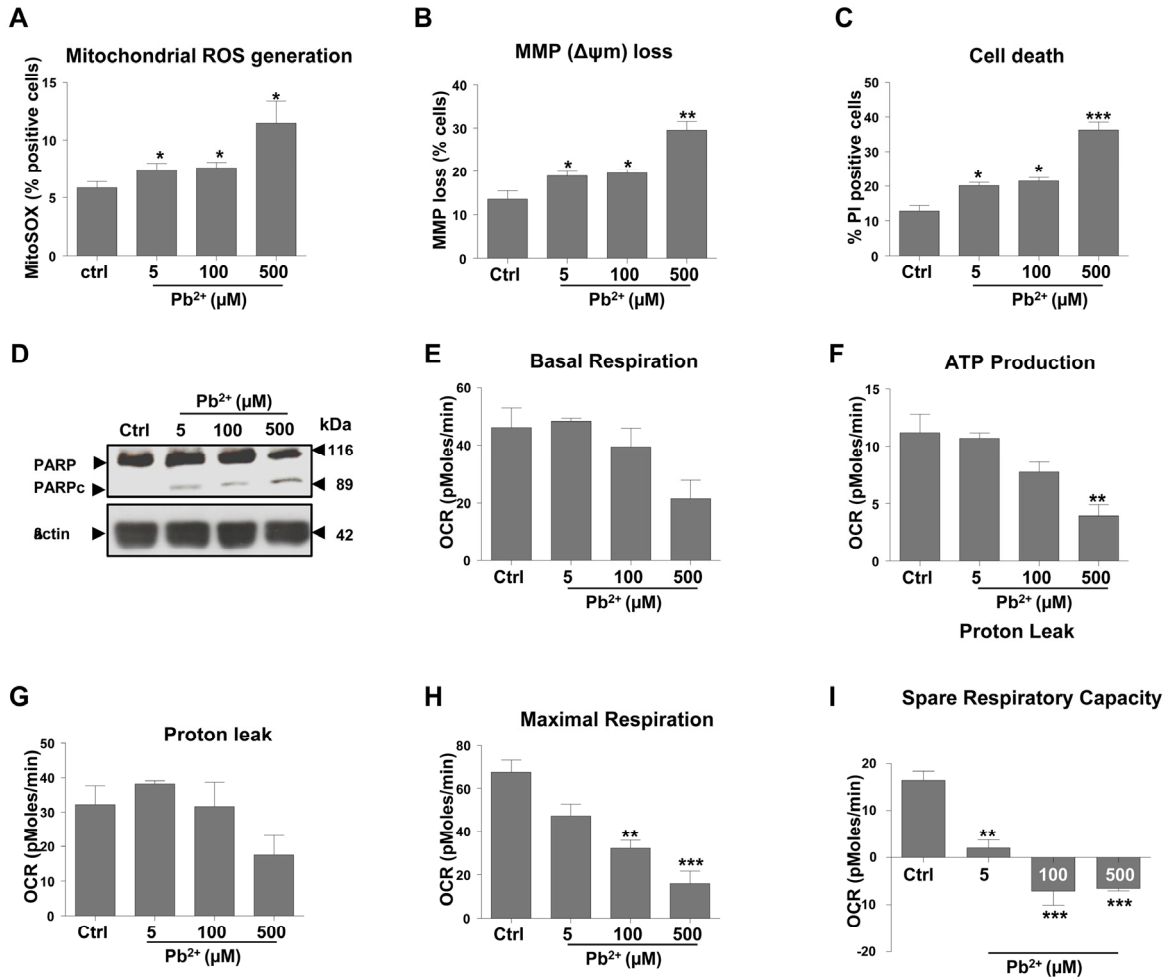 A
Mitochondrial ROS generation
MitoSOX (% positive cells)
15
10
5
0
*
*
*
ctrl 5 100 500
Pb²⁺ (µM)
B
MMP (Δψm) loss
MMP loss (% cells)
40
30
20
10
0
*
*
**
Ctrl 5 100 500
Pb²⁺ (µM)
C
Cell death
% PI positive cells
50
40
30
20
10
0
*
*
***
Ctrl 5 100 500
Pb²⁺ (µM)
D
Pb²⁺ (µM)
Ctrl 5 100 500 kDa
116
PARP
PARPc
89
actin
42
E
Basal Respiration
OCR (pMoles/min)
60
40
20
0
Ctrl 5 100 500
Pb²⁺ (µM)
F
ATP Production
OCR (pMoles/min)
15
10
5
0
**
Ctrl 5 100 500
Pb²⁺ (µM)
Proton Leak
G
Proton leak
OCR (pMoles/min)
50
40
30
20
10
0
Ctrl 5 100 500
Pb²⁺ (µM)
H
Maximal Respiration
OCR (pMoles/min)
80
60
40
20
0
**
***
Ctrl 5 100 500
Pb²⁺ (µM)
I
Spare Respiratory Capacity
OCR (pMoles/min)
20
10
0
-10
-20
**
Ctrl 5 100 500
***
***
Pb²⁺ (µM)